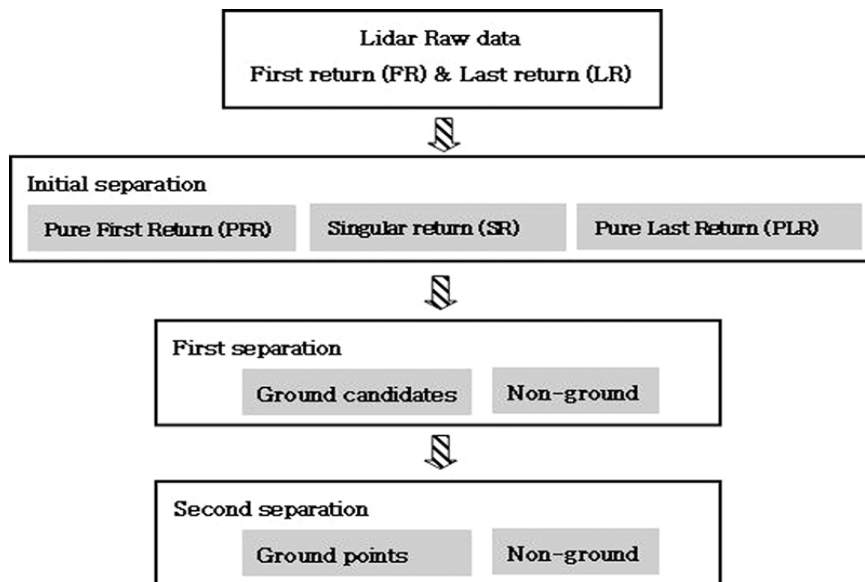 Lidar Raw data
First return (FR) & Last return (LR)
Initial separation
Pure First Return (PFR) Singular return (SR) Pure Last Return (PLR)
First separation
Ground candidates Non-ground
Second separation
Ground points Non-ground